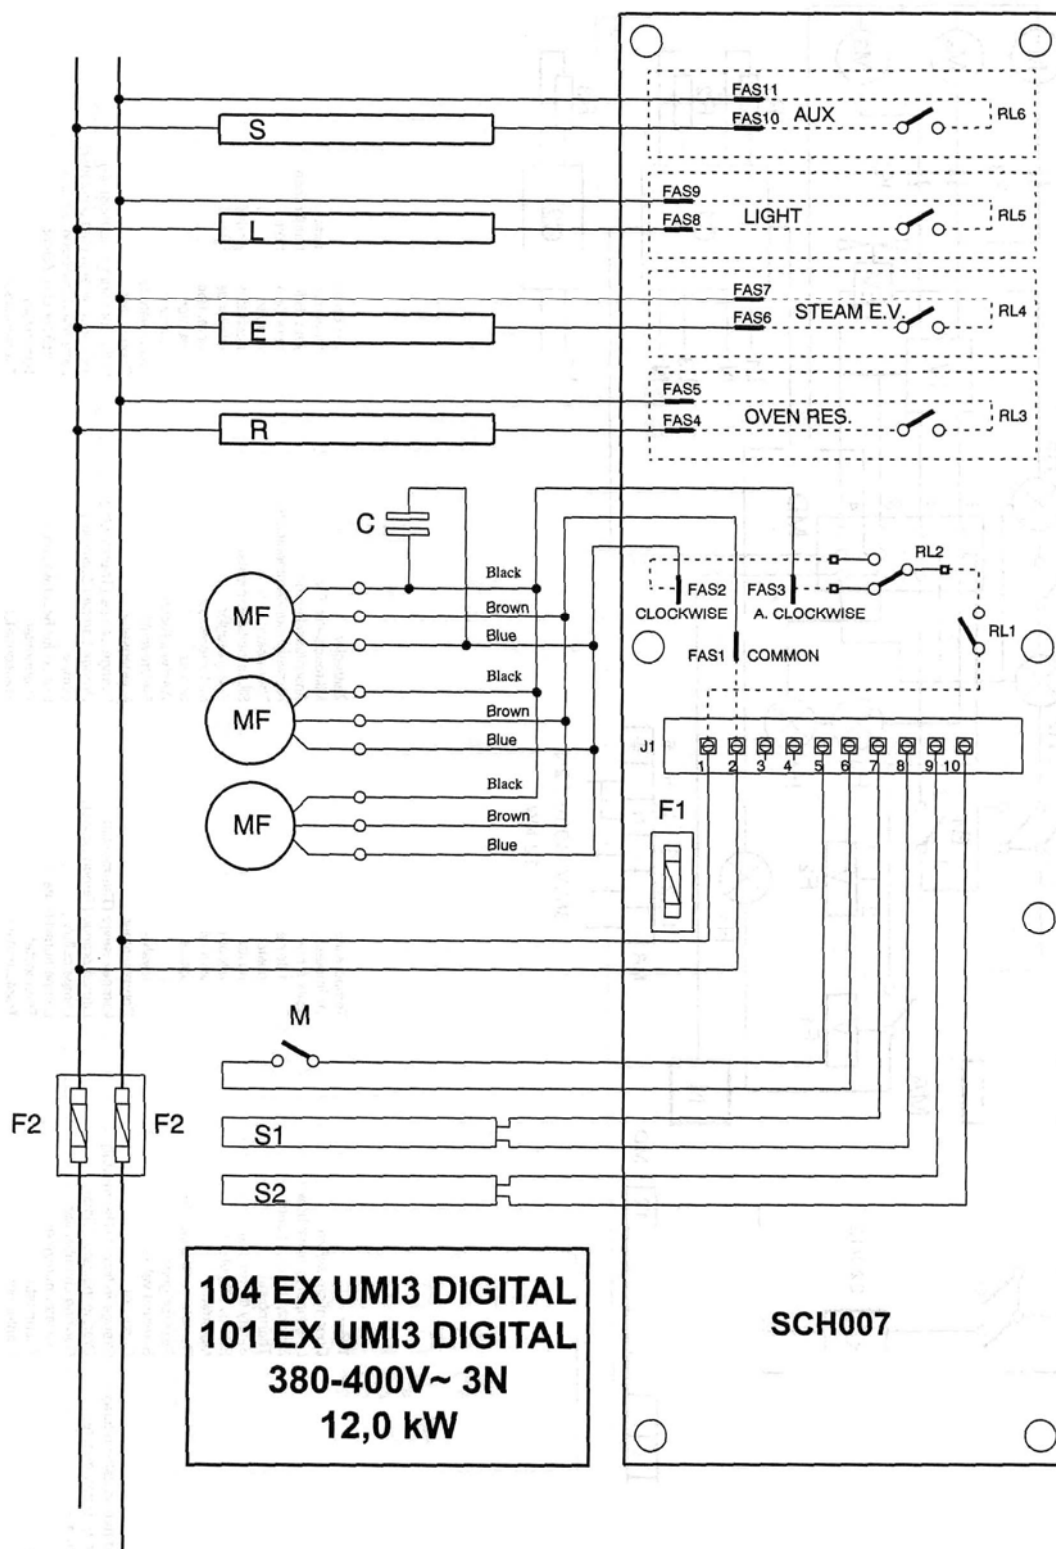 FAS11
FAS10
AUX
RL6
S
FAS9
FAS8
LIGHT
RL5
L
FAS7
FAS6
STEAM E.V.
RL4
E
FAS5
FAS4
OVEN RES.
RL3
R
C
RL2
Black
Brown
Blue
MF
FAS2
FAS3
CLOCKWISE
A. CLOCKWISE
RL1
FAS1
COMMON
Black
Brown
Blue
MF
J1
1 2 3 4 5 6 7 8 9 10
Black
Brown
Blue
MF
F1
M
F2
F2
S1
S2
104 EX UMI3 DIGITAL
101 EX UMI3 DIGITAL
380-400V~ 3N
12,0 kW
SCH007